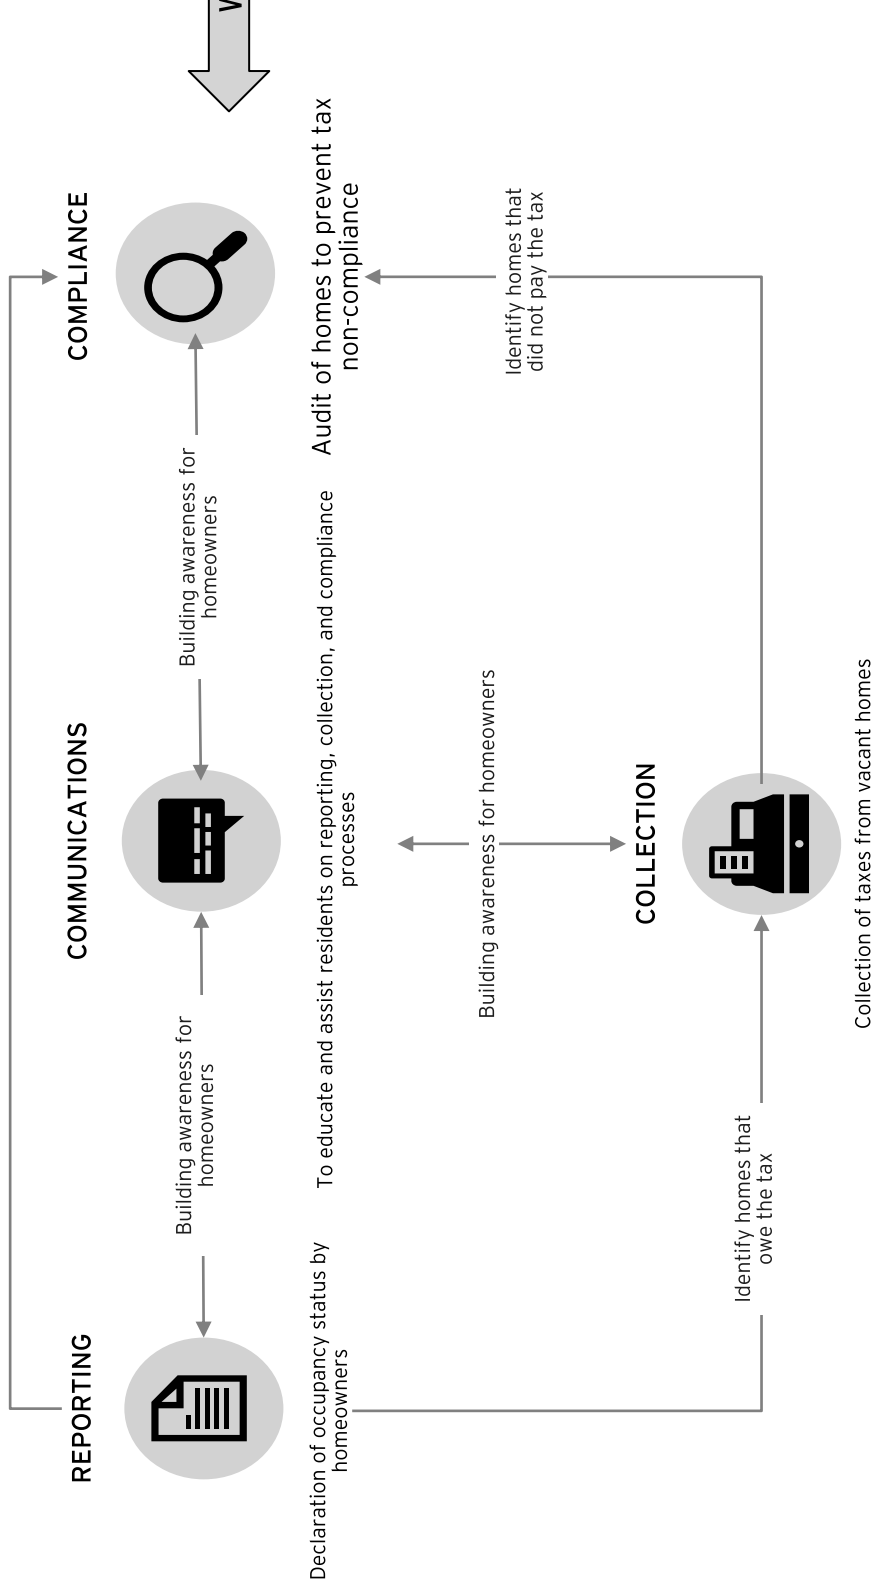 REPORTING
COMMUNICATIONS
COMPLIANCE
Building awareness for
homeowners
Building awareness for
homeowners
Declaration of occupancy status by
homeowners
To educate and assist residents on reporting, collection, and compliance
processes
Audit of homes to prevent tax
non-compliance
Building awareness for homeowners
Identify homes that
did not pay the tax
COLLECTION
Identify homes that
owe the tax
Collection of taxes from vacant homes